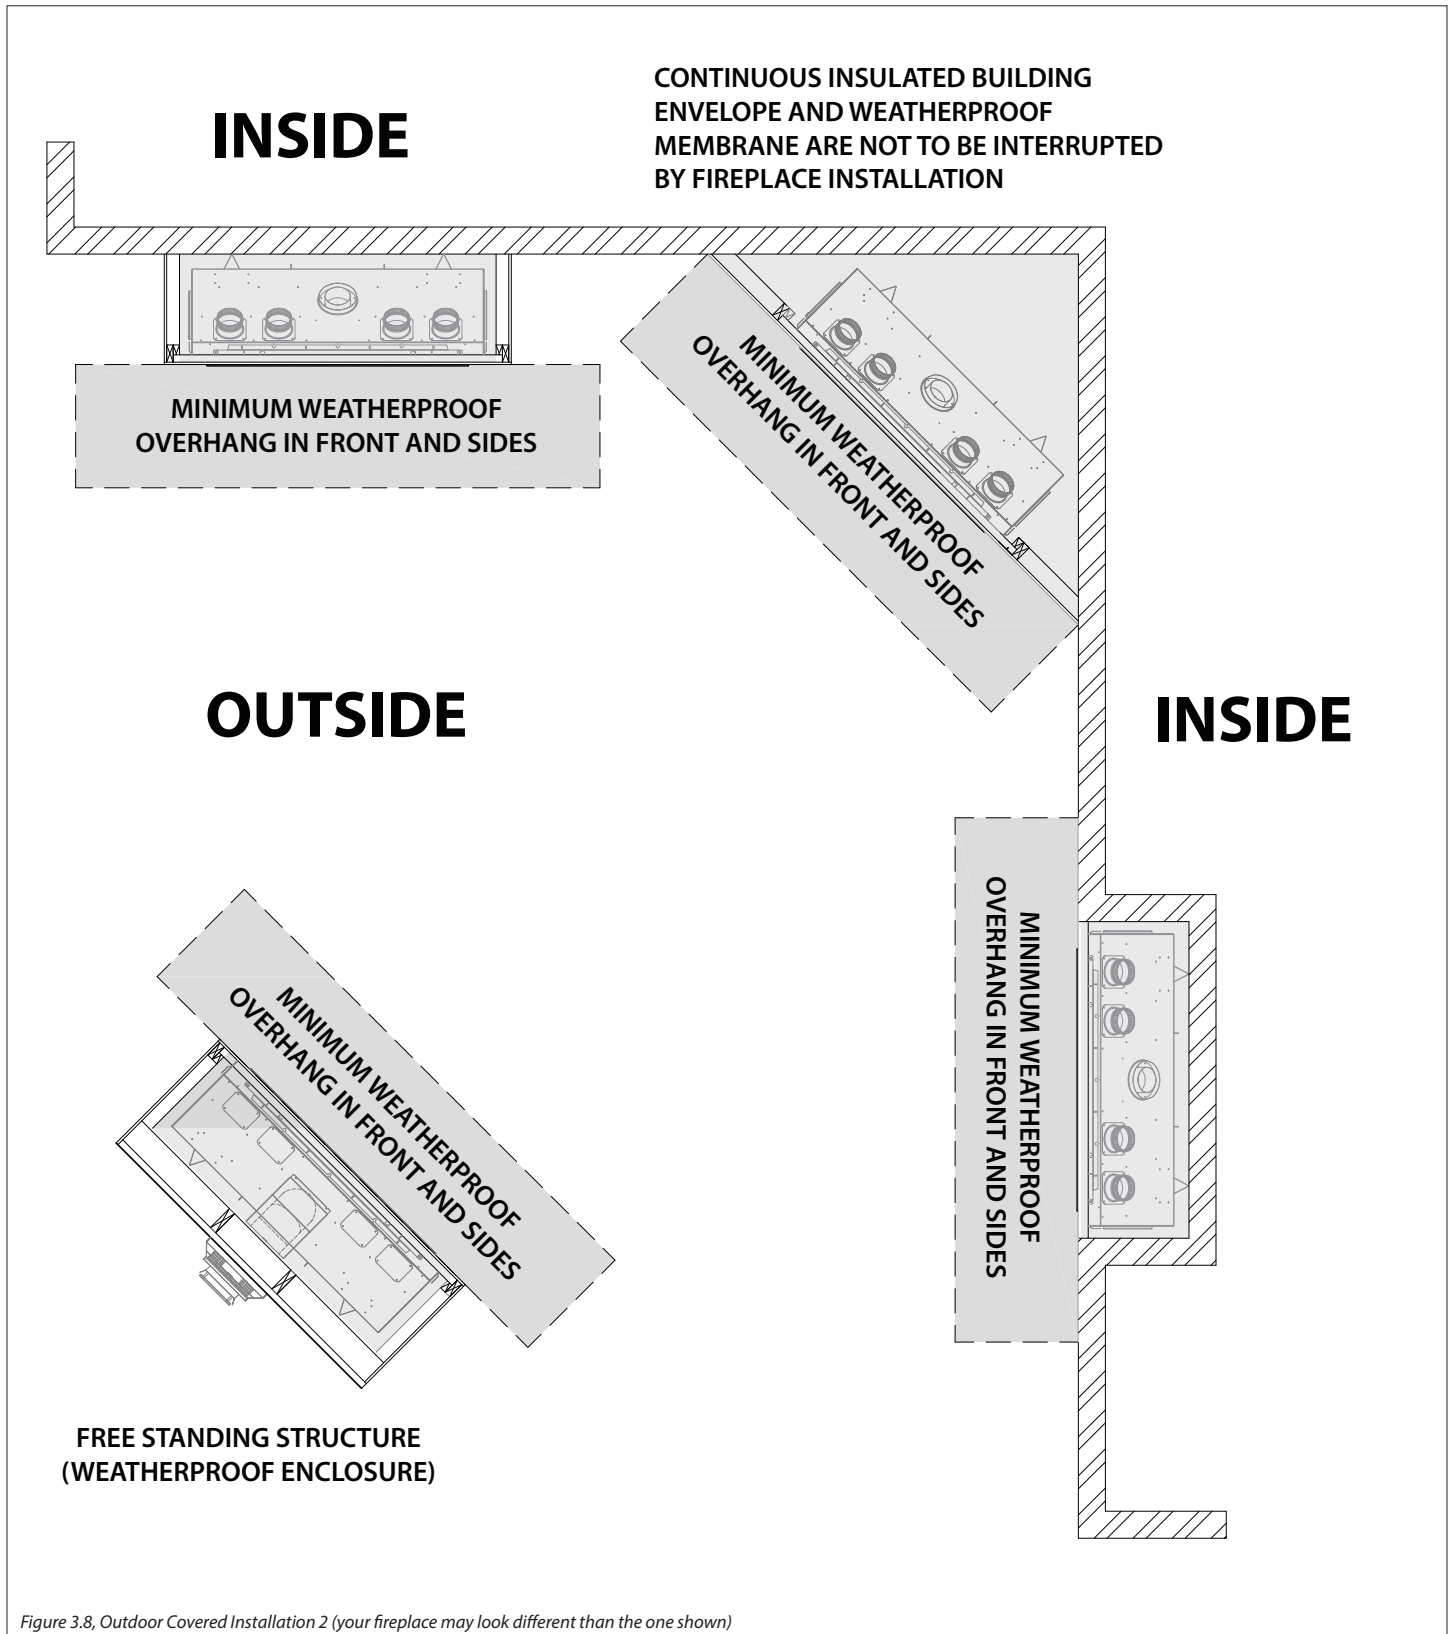 INSIDE
CONTINUOUS INSULATED BUILDING
ENVELOPE AND WEATHERPROOF
MEMBRANE ARE NOT TO BE INTERRUPTED
BY FIREPLACE INSTALLATION
MINIMUM WEATHERPROOF
OVERHANG IN FRONT AND SIDES
MINIMUM WEATHERPROOF
OVERHANG IN FRONT AND SIDES
OUTSIDE
INSIDE
MINIMUM WEATHERPROOF
OVERHANG IN FRONT AND SIDES
MINIMUM WEATHERPROOF
OVERHANG IN FRONT AND SIDES
FREE STANDING STRUCTURE
(WEATHERPROOF ENCLOSURE)
Figure 3.8, Outdoor Covered Installation 2 (your fireplace may look different than the one shown)